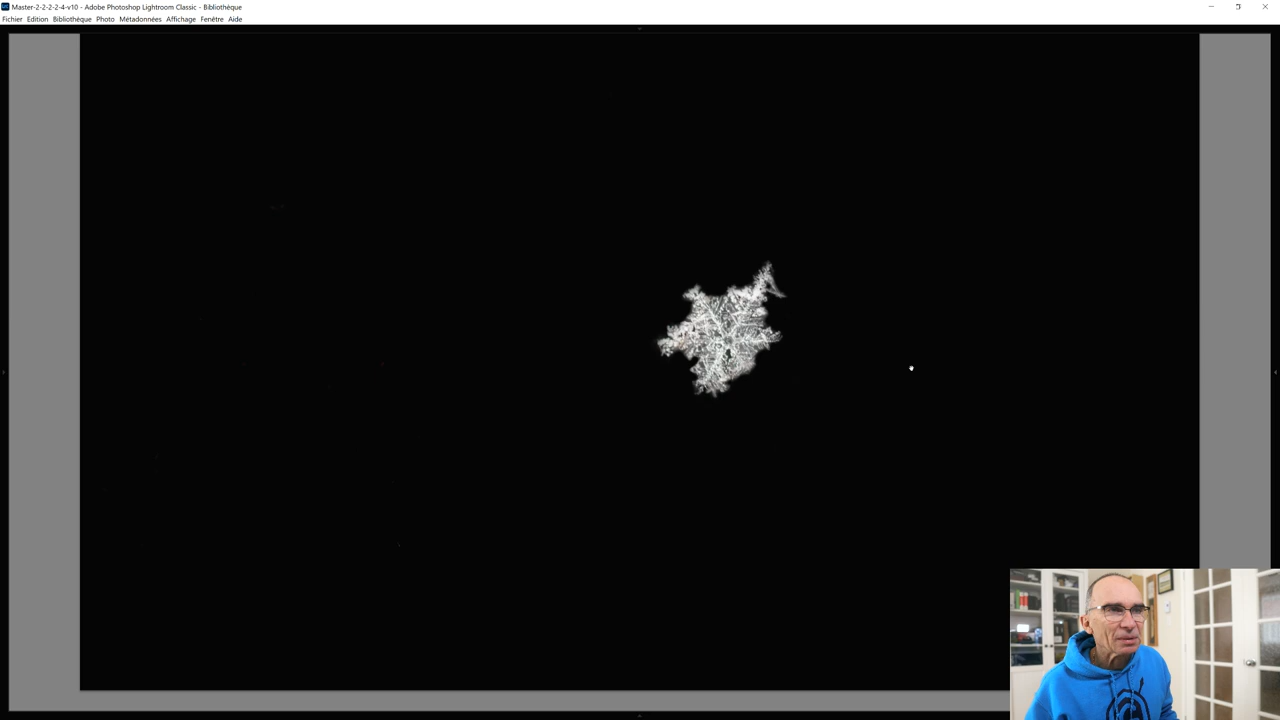 Master-2-2-2-2-4-v10 - Adobe Photoshop Lightroom Classic - Bibliothèque
Fichier Edition Bibliothèque Photo Métadonnées Affichage Fenêtre Aide